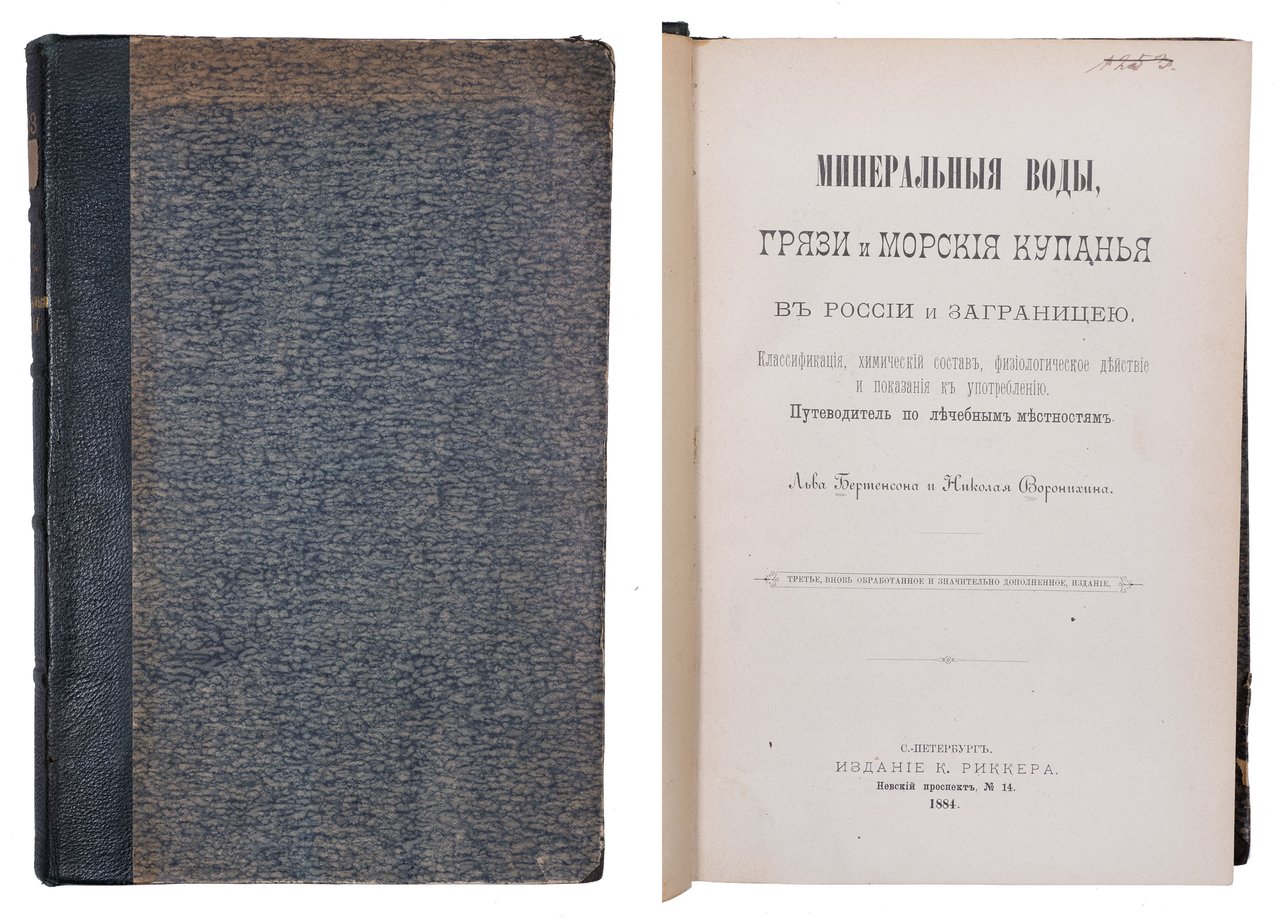 МИНЕРАЛЬНЫЯ ВОДЫ,
ГРЯЗИ и МОРСКІЯ КУПАНЬЯ
ВЪ РОССІИ и ЗАГРАНИЦЕЮ.
Классификація, химическій составъ, физіологическое дѣйствіе
и показанія къ употребленію.
Путеводитель по лѣчебнымъ мѣстностямъ.
Льва Бертенсона и Николая Воронихина.
ТРЕТЬЕ, ВНОВЬ ОБРАБОТАННОЕ И ЗНАЧИТЕЛЬНО ДОПОЛНЕННОЕ, ИЗДАНІЕ.
С.-ПЕТЕРБУРГЪ.
ИЗДАНІЕ К. РИККЕРА.
Невскій проспектъ, № 14.
1884.